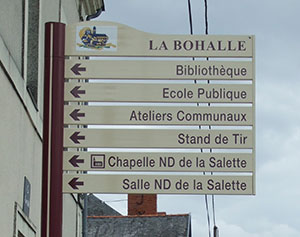 LA BOHALLE
Bibliothèque
Ecole Publique
Ateliers Communaux
Stand de Tir
Chapelle ND de la Salette
Salle ND de la Salette